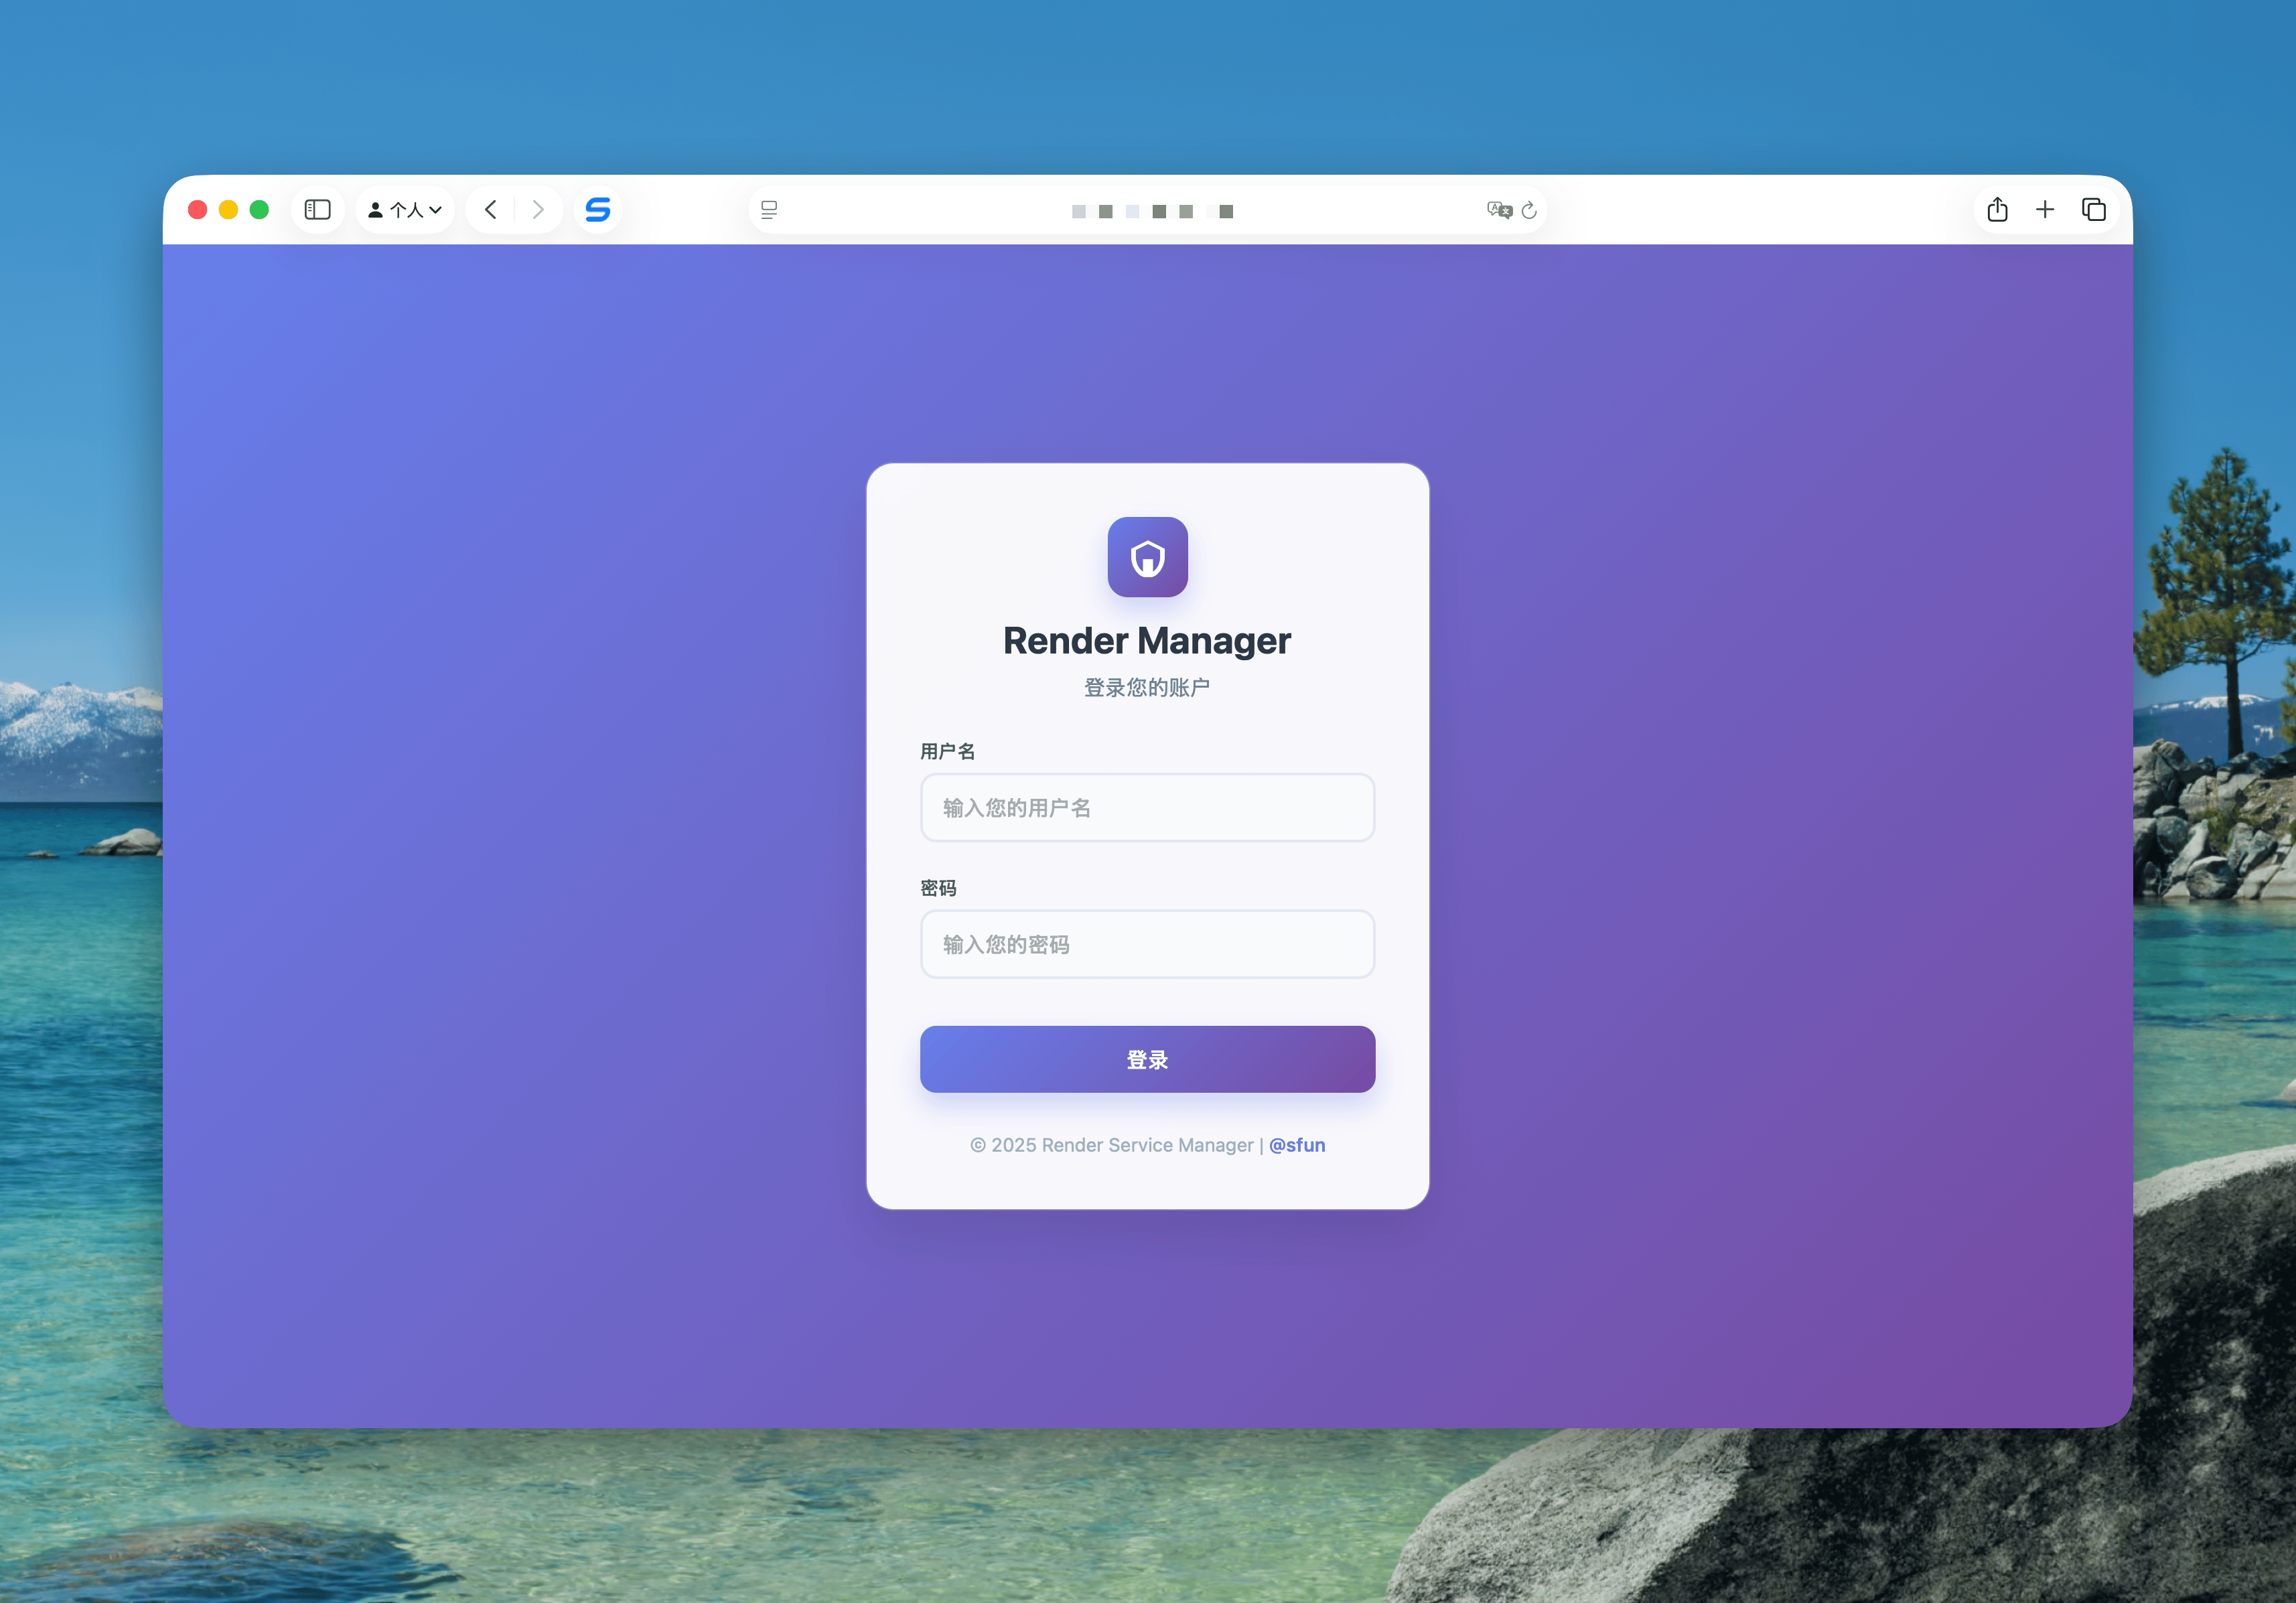 个人
Render Manager
登录您的账户
用户名
输入您的用户名
密码
输入您的密码
登录
© 2025 Render Service Manager | @sfun